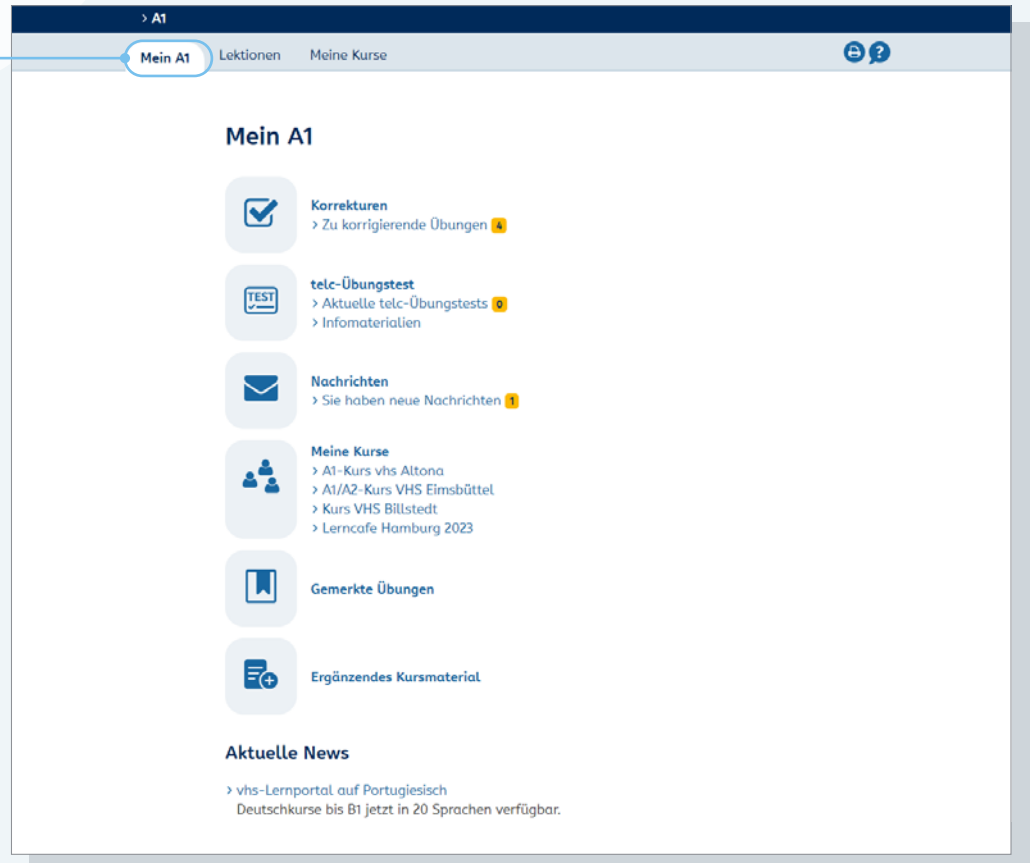 > A1
Mein A1 Lektionen Meine Kurse ?
Mein A1
Korrekturen
> Zu korrigierende Übungen 4
TEST
telc-Übungstest
> Aktuelle telc-Übungstests 0
> Infomaterialien
Nachrichten
> Sie haben neue Nachrichten 1
Meine Kurse
> A1-Kurs vhs Altona
> A1/A2-Kurs VHS Eimsbüttel
> Kurs VHS Billstedt
> Lerncafe Hamburg 2023
Gemerkte Übungen
Ergänzendes Kursmaterial
Aktuelle News
> vhs-Lernportal auf Portugiesisch
Deutschkurse bis B1 jetzt in 20 Sprachen verfügbar.